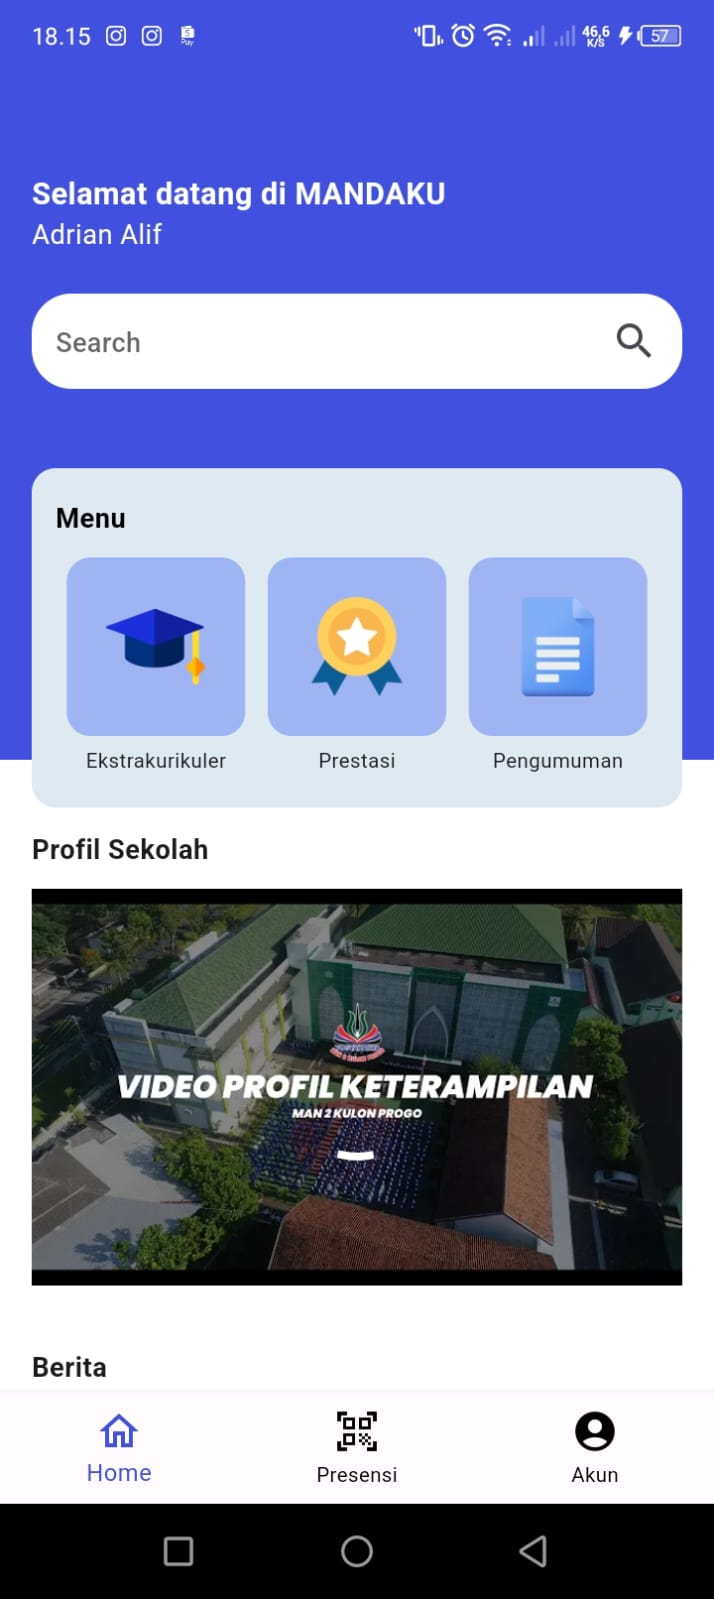 18.15
Pay
46,6
K/S
57
Selamat datang di MANDAKU
Adrian Alif
Search
Menu
Ekstrakurikuler
Prestasi
Pengumuman
Profil Sekolah
VIDEO PROFIL KETERAMPILAN
MAN 2 KULON PROGO
Berita
Home
Presensi
Akun